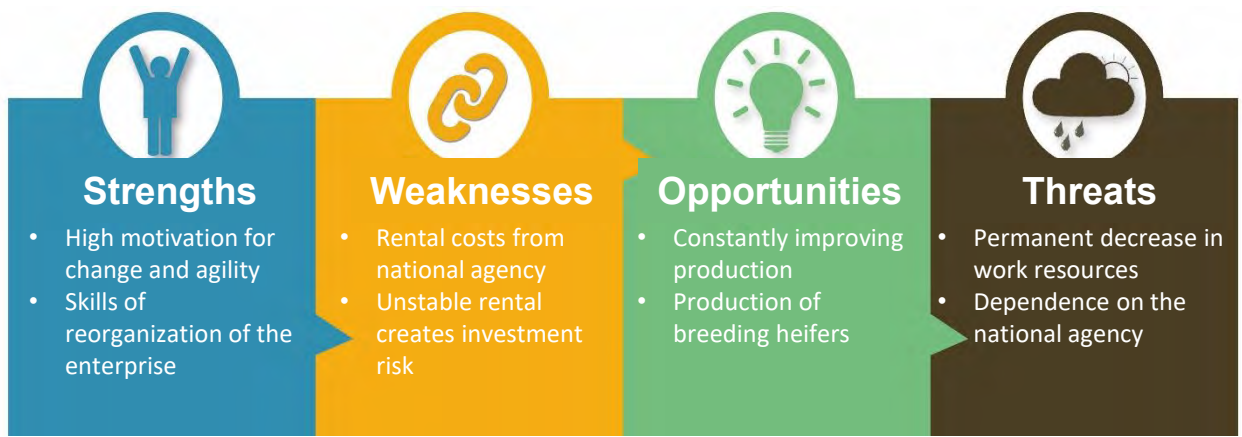 Strengths
• High motivation for
change and agility
• Skills of
reorganization of the
enterprise
Weaknesses
• Rental costs from
national agency
• Unstable rental
creates investment
risk
Opportunities
• Constantly improving
production
• Production of
breeding heifers
Threats
• Permanent decrease in
work resources
• Dependence on the
national agency